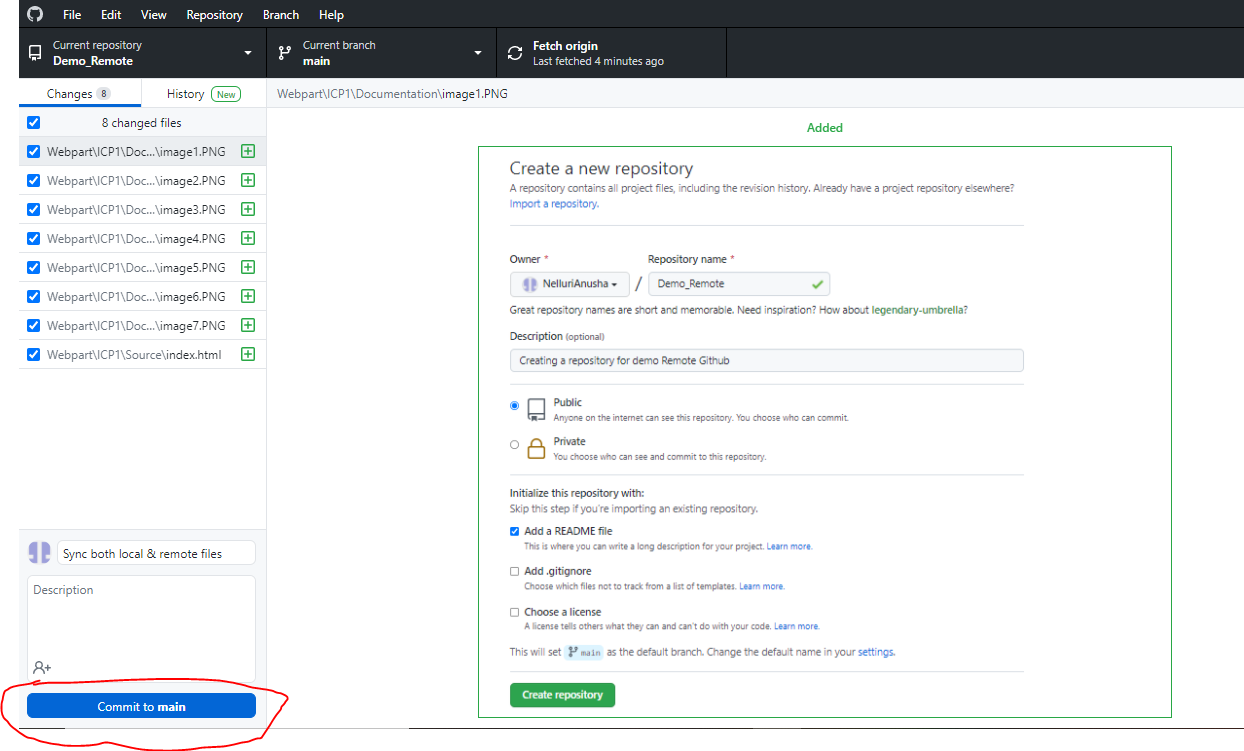 File Edit View Repository Branch Help
Current repository
Demo_Remote
Current branch
main
Fetch origin
Last fetched 4 minutes ago
Changes 8
History New
Webpart\ICP1\Documentation\image1.PNG
8 changed files
Webpart\ICP1\Doc...\image1.PNG
Webpart\ICP1\Doc...\image2.PNG
Webpart\ICP1\Doc...\image3.PNG
Webpart\ICP1\Doc...\image4.PNG
Webpart\ICP1\Doc...\image5.PNG
Webpart\ICP1\Doc...\image6.PNG
Webpart\ICP1\Doc...\image7.PNG
Webpart\ICP1\Source\index.html
Sync both local & remote files
Description
Commit to main
Added
Create a new repository
A repository contains all project files, including the revision history. Already have a project repository elsewhere?
Import a repository.
Owner * Repository name *
NelluriAnusha / Demo_Remote
Great repository names are short and memorable. Need inspiration? How about legendary-umbrella?
Description (optional)
Creating a repository for demo Remote Github
Public
Anyone on the internet can see this repository. You choose who can commit.
Private
You choose who can see and commit to this repository.
Initialize this repository with:
Skip this step if you're importing an existing repository.
Add a README file
This is where you can write a long description for your project. Learn more.
Add .gitignore
Choose which files not to track from a list of templates. Learn more.
Choose a license
A license tells others what they can and can't do with your code. Learn more.
This will set main as the default branch. Change the default name in your settings.
Create repository